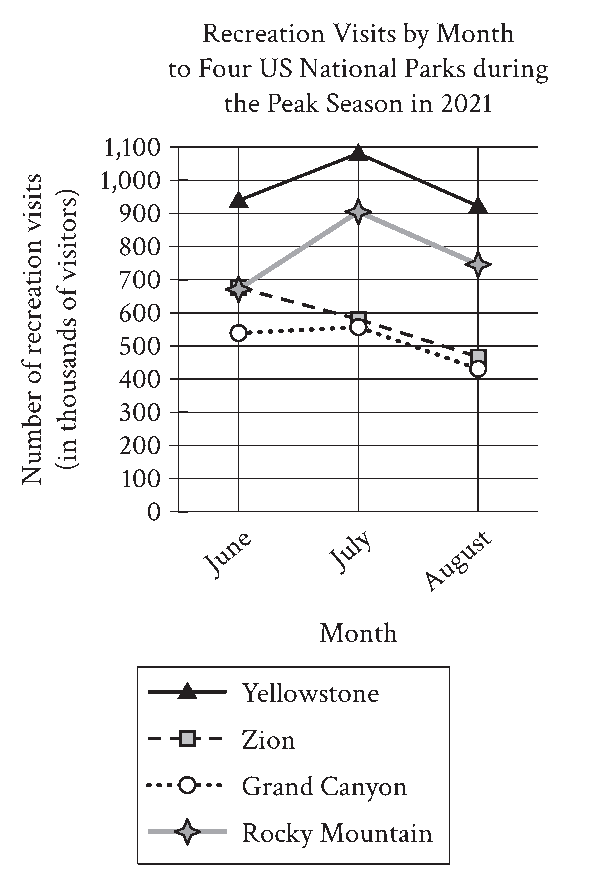 Recreation Visits by Month
to Four US National Parks during
the Peak Season in 2021
Number of recreation visits
(in thousands of visitors)
1,100
1,000
900
800
700
600
500
400
300
200
100
0
June
July
August
Month
Yellowstone
Zion
Grand Canyon
Rocky Mountain